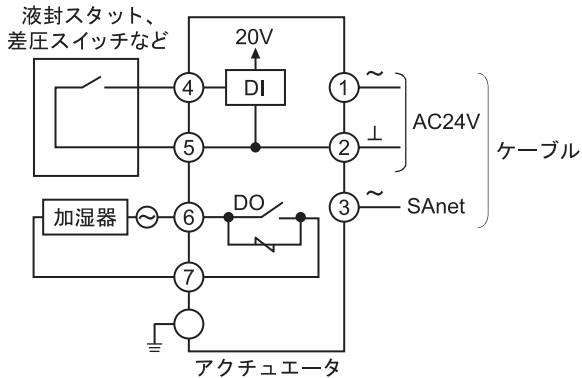 液封スタット、
差圧スイッチなど
20V
4
DI
1
~
AC24V
5
2
⊥
ケーブル
加湿器
~
6
DO
3
~
SAnet
7
アクチュエータ